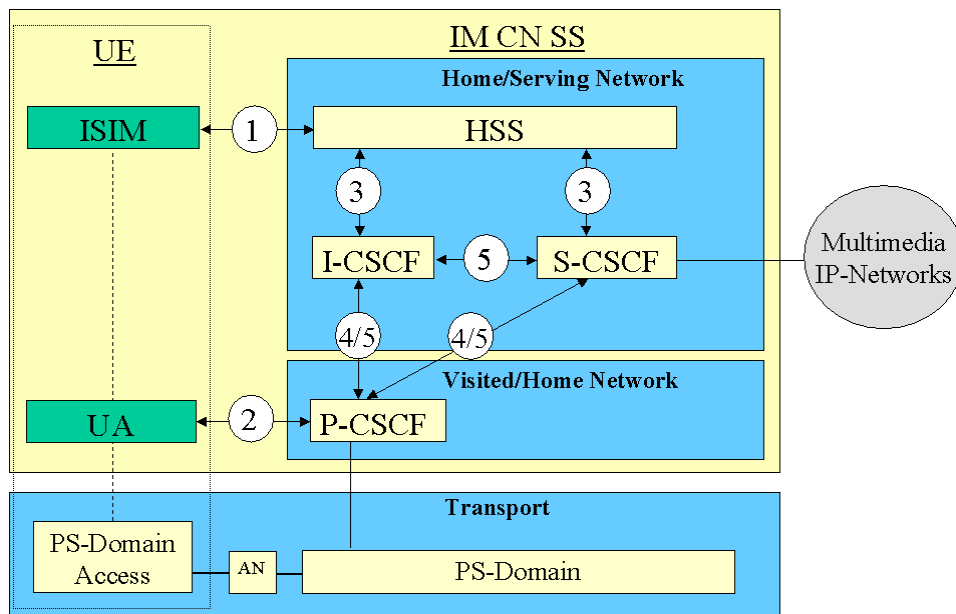 UE
IM CN SS
Home/Serving Network
ISIM
1
HSS
3
3
I-CSCF
5
S-CSCF
Multimedia
IP-Networks
4/5
4/5
Visited/Home Network
UA
2
P-CSCF
Transport
PS-Domain
Access
AN
PS-Domain